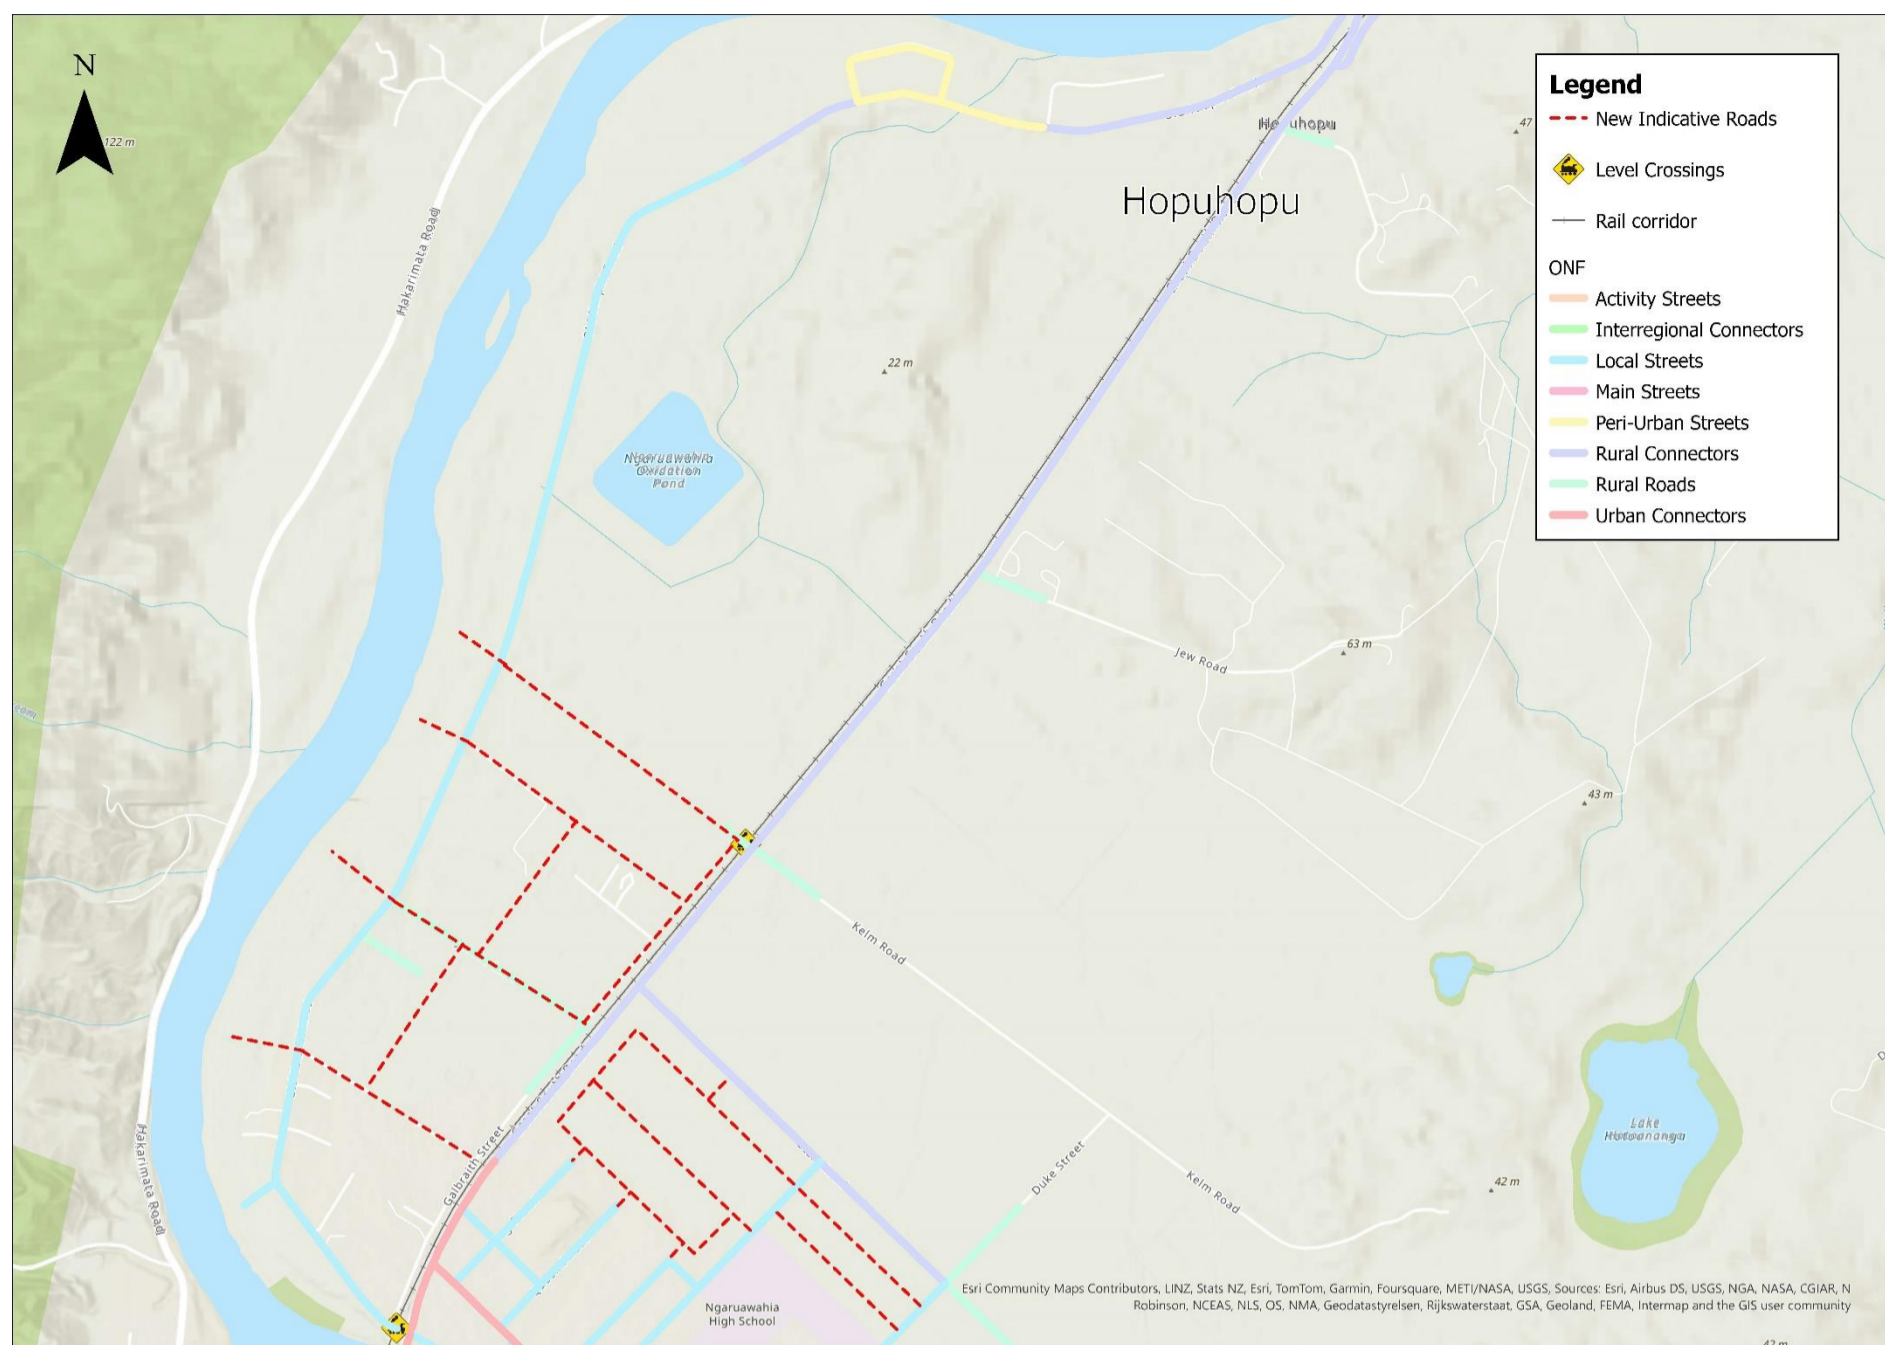 N
122 m
Hakarimata Road
Hopuhopu
Hopuhopu
47
Legend
New Indicative Roads
Level Crossings
Rail corridor
ONF
Activity Streets
Interregional Connectors
Local Streets
Main Streets
Peri-Urban Streets
Rural Connectors
Rural Roads
Urban Connectors
22 m
Ngaruawahia
Oxidation
Pond
Jew Road
63 m
43 m
Kelm Road
Galbraith Street
Hakarimata Road
Duke Street
Kelm Road
42 m
Lake
Hotoananga
D
Ngaruawahia
High School
Esri Community Maps Contributors, LINZ, Stats NZ, Esri, TomTom, Garmin, Foursquare, METI/NASA, USGS, Sources: Esri, Airbus DS, USGS, NGA, NASA, CGIAR, N
Robinson, NCEAS, NLS, OS, NMA, Geodatastyrelsen, Rijkswaterstaat, GSA, Geoland, FEMA, Intermap and the GIS user community